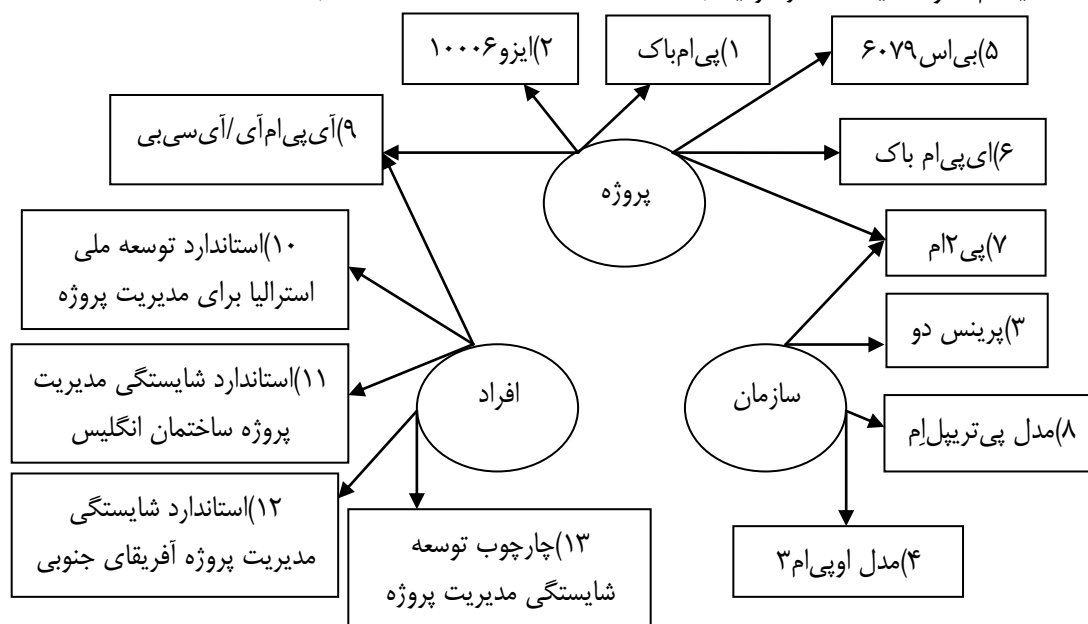 ۲)ایزو۱۰۰۰۶
۱)پی‌ام‌باک
۵)بی‌اس۶۰۷۹
۹)آی‌پی‌ام‌آی/آی‌سی‌بی
۶)ای‌پی‌ام باک
پروژه
۱۰)استاندارد توسعه ملی
استرالیا برای مدیریت پروژه
۷)پی۲ام
۳)پرینس دو
۱۱)استاندارد شایستگی مدیریت
پروژه ساختمان انگلیس
افراد
سازمان
۸)مدل پی‌تریپل‌اِم
۱۲)استاندارد شایستگی
مدیریت پروژه آفریقای جنوبی
۱۳)چارچوب توسعه
شایستگی مدیریت پروژه
۴)مدل اوپی‌ام۳